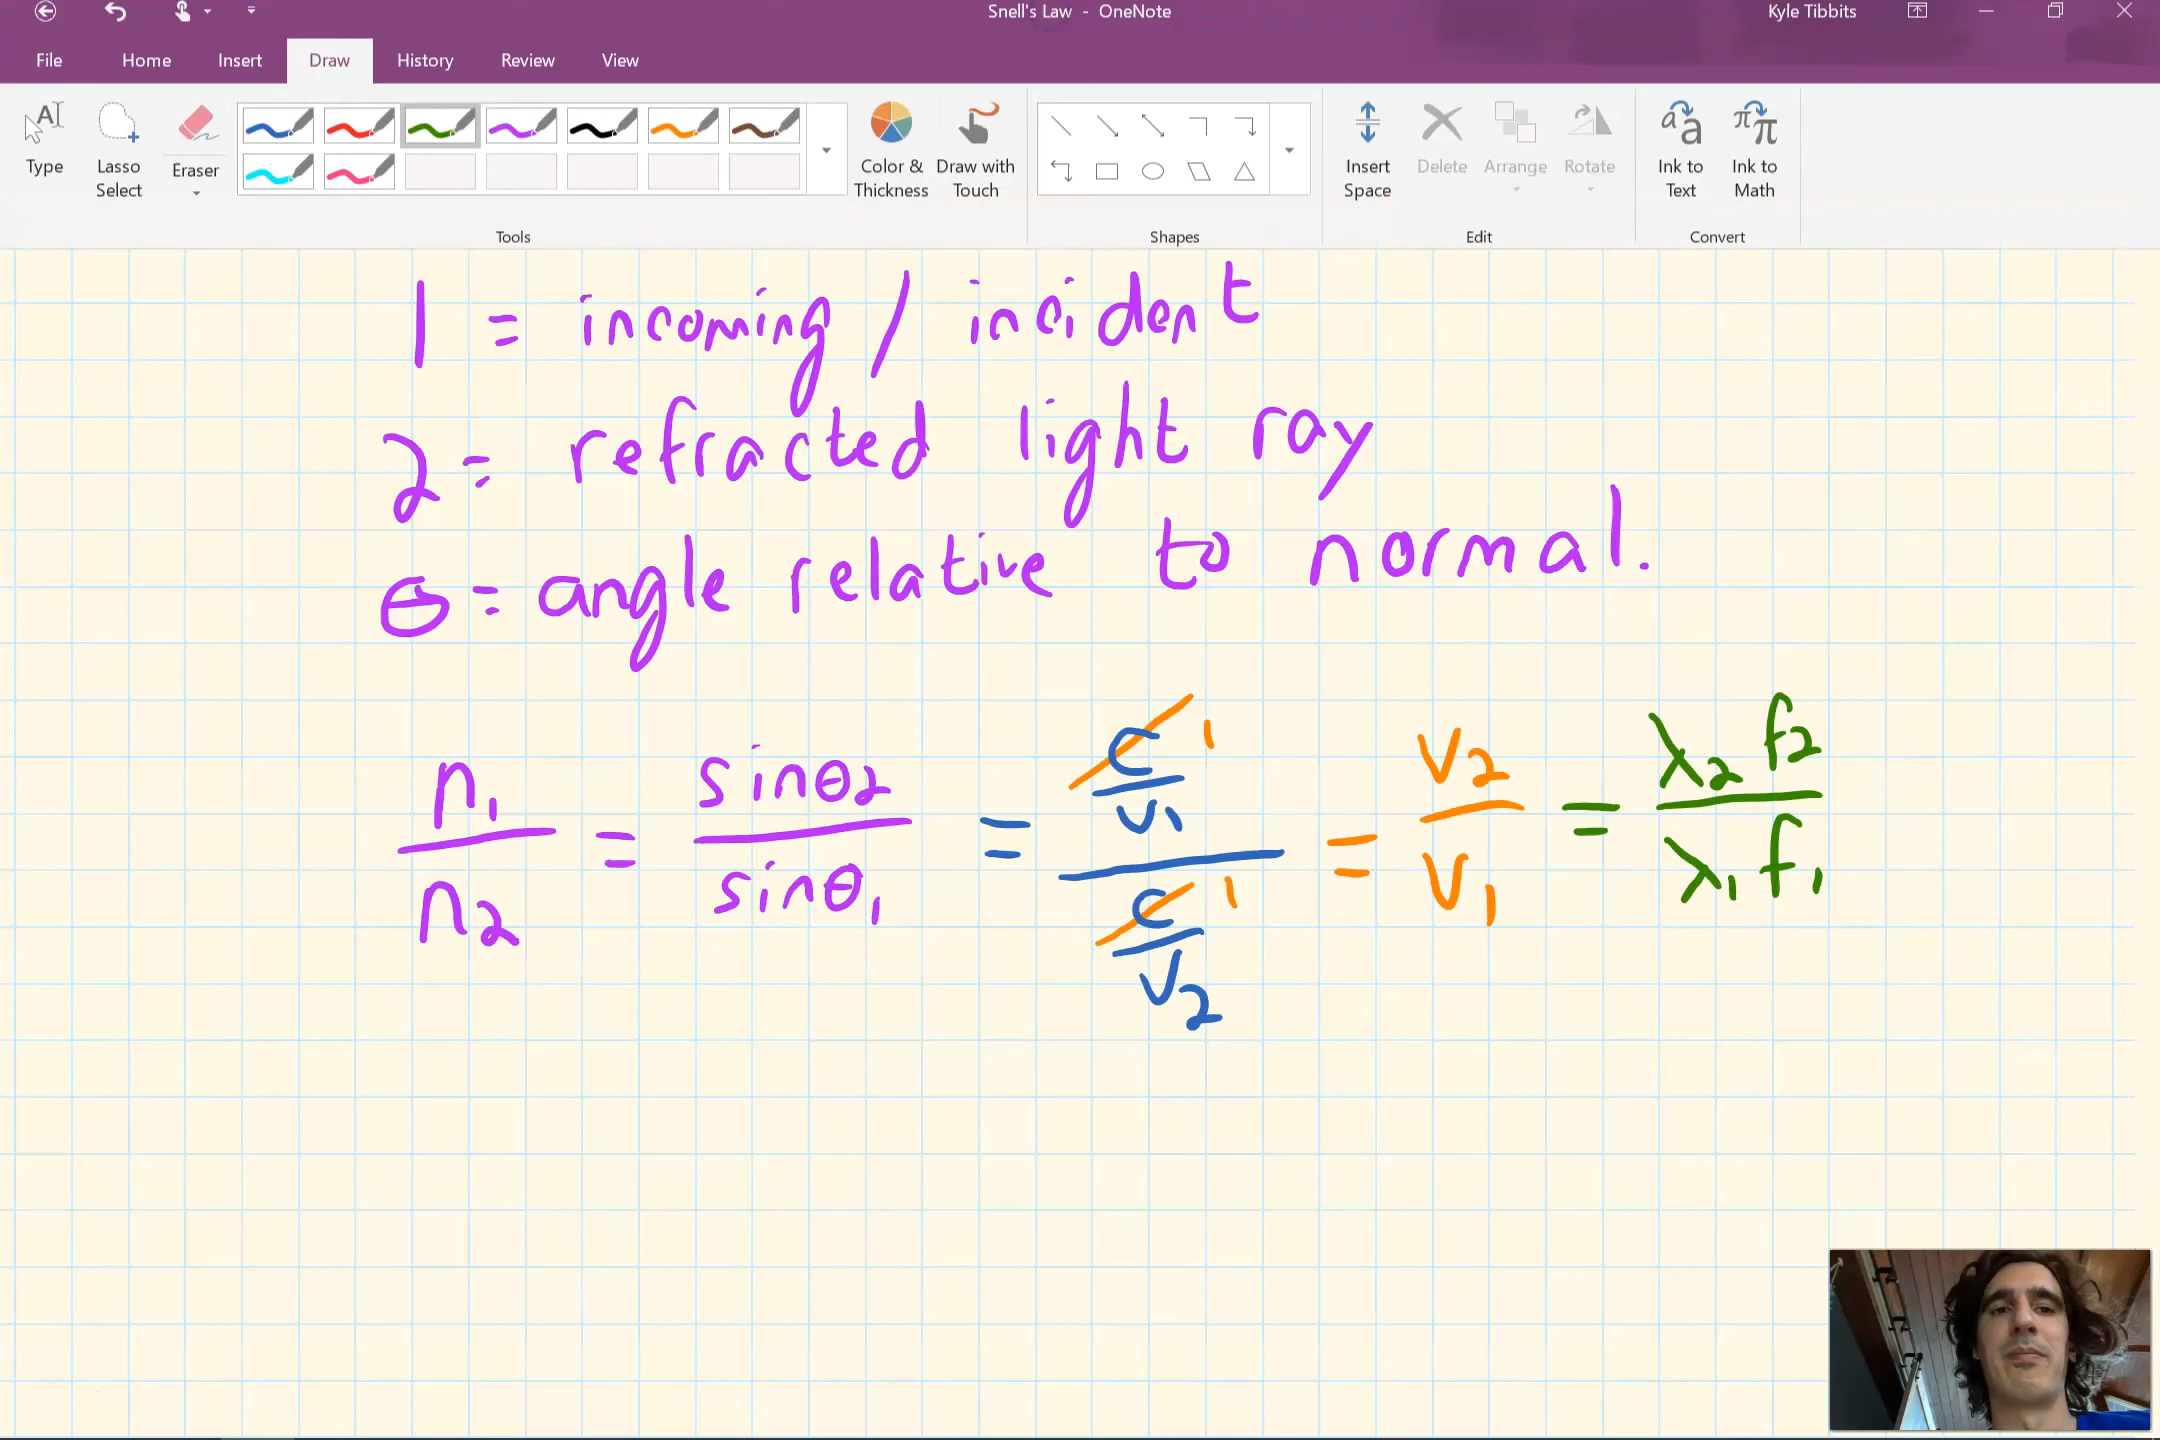 Snell's Law - OneNote
Kyle Tibbits
File Home Insert Draw History Review View
Type
Lasso Select
Eraser
Color & Thickness
Draw with Touch
Insert Space
Delete
Arrange
Rotate
Ink to Text
Ink to Math
Tools Shapes Edit Convert
1 = incoming / incident
2 = refracted light ray
θ = angle relative to normal.
n₁/n₂ = sinθ₂/sinθ₁ = (c/v₁ 1)/(c/v₂ 1) = v₂/v₁ = λ₂f₂/λ₁f₁